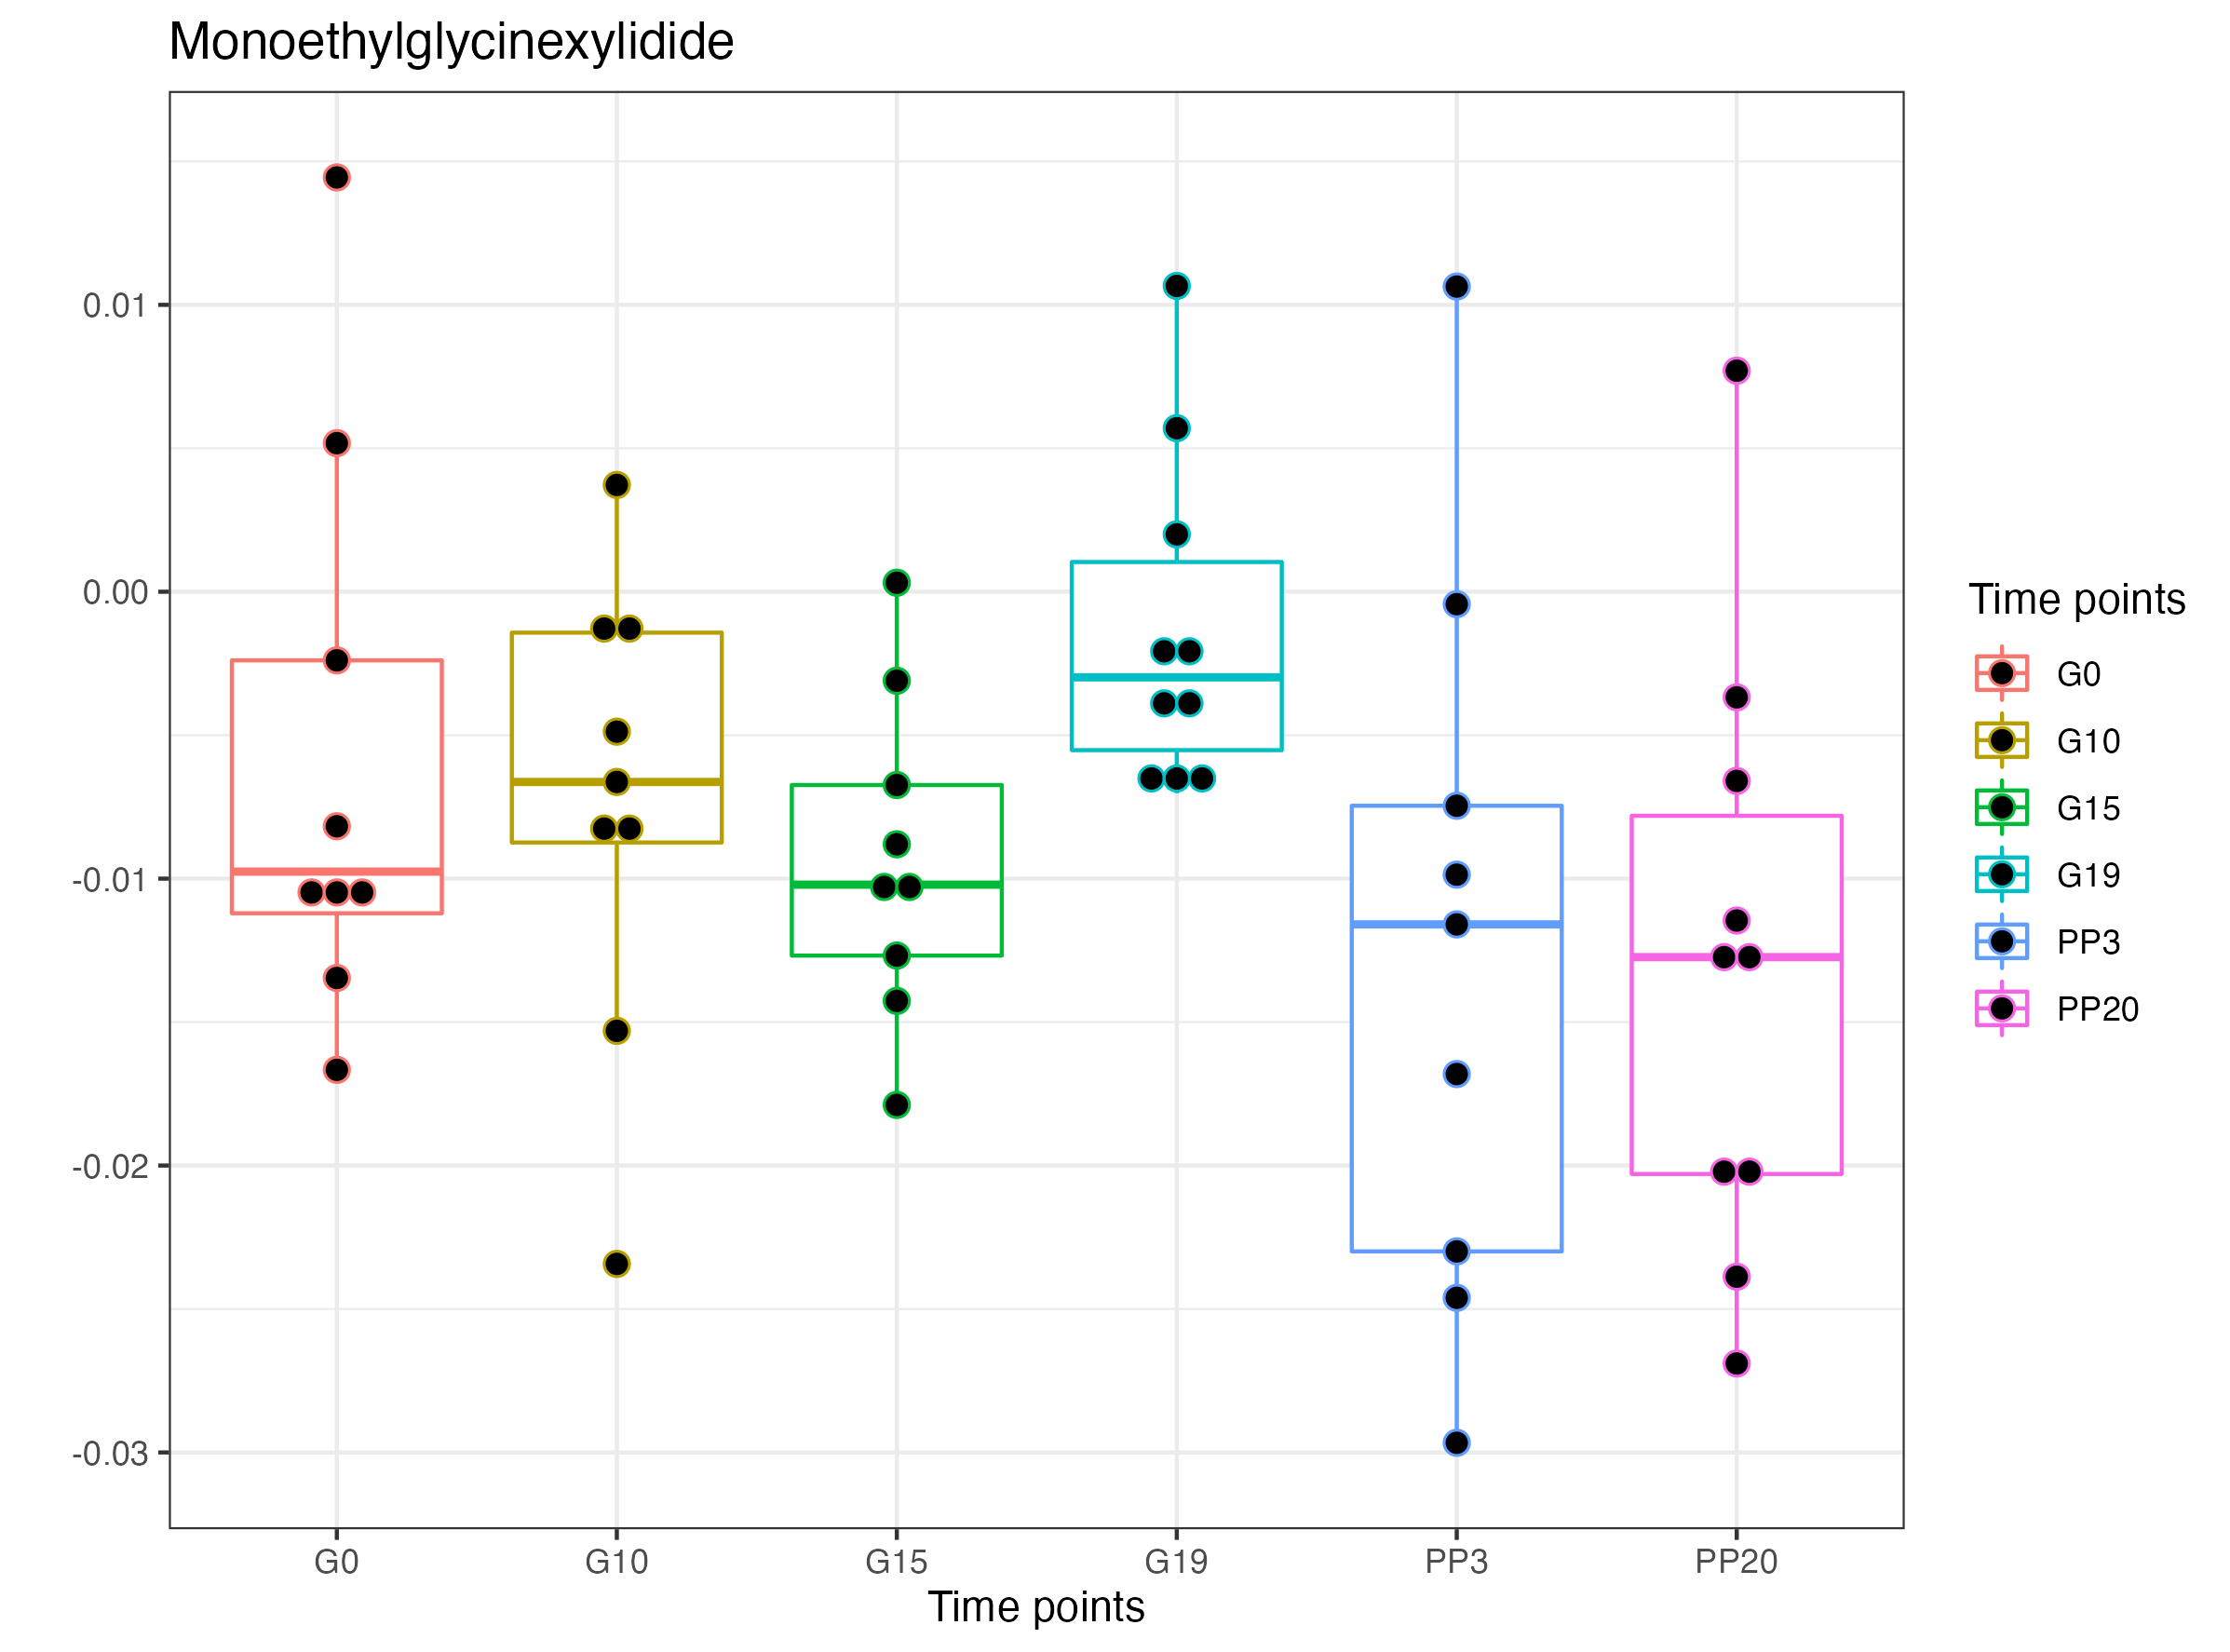 Monoethylglycinexylidide
0.01
0.00
-0.01
-0.02
-0.03
G0
G10
G15
G19
PP3
PP20
Time points
Time points
G0
G10
G15
G19
PP3
PP20